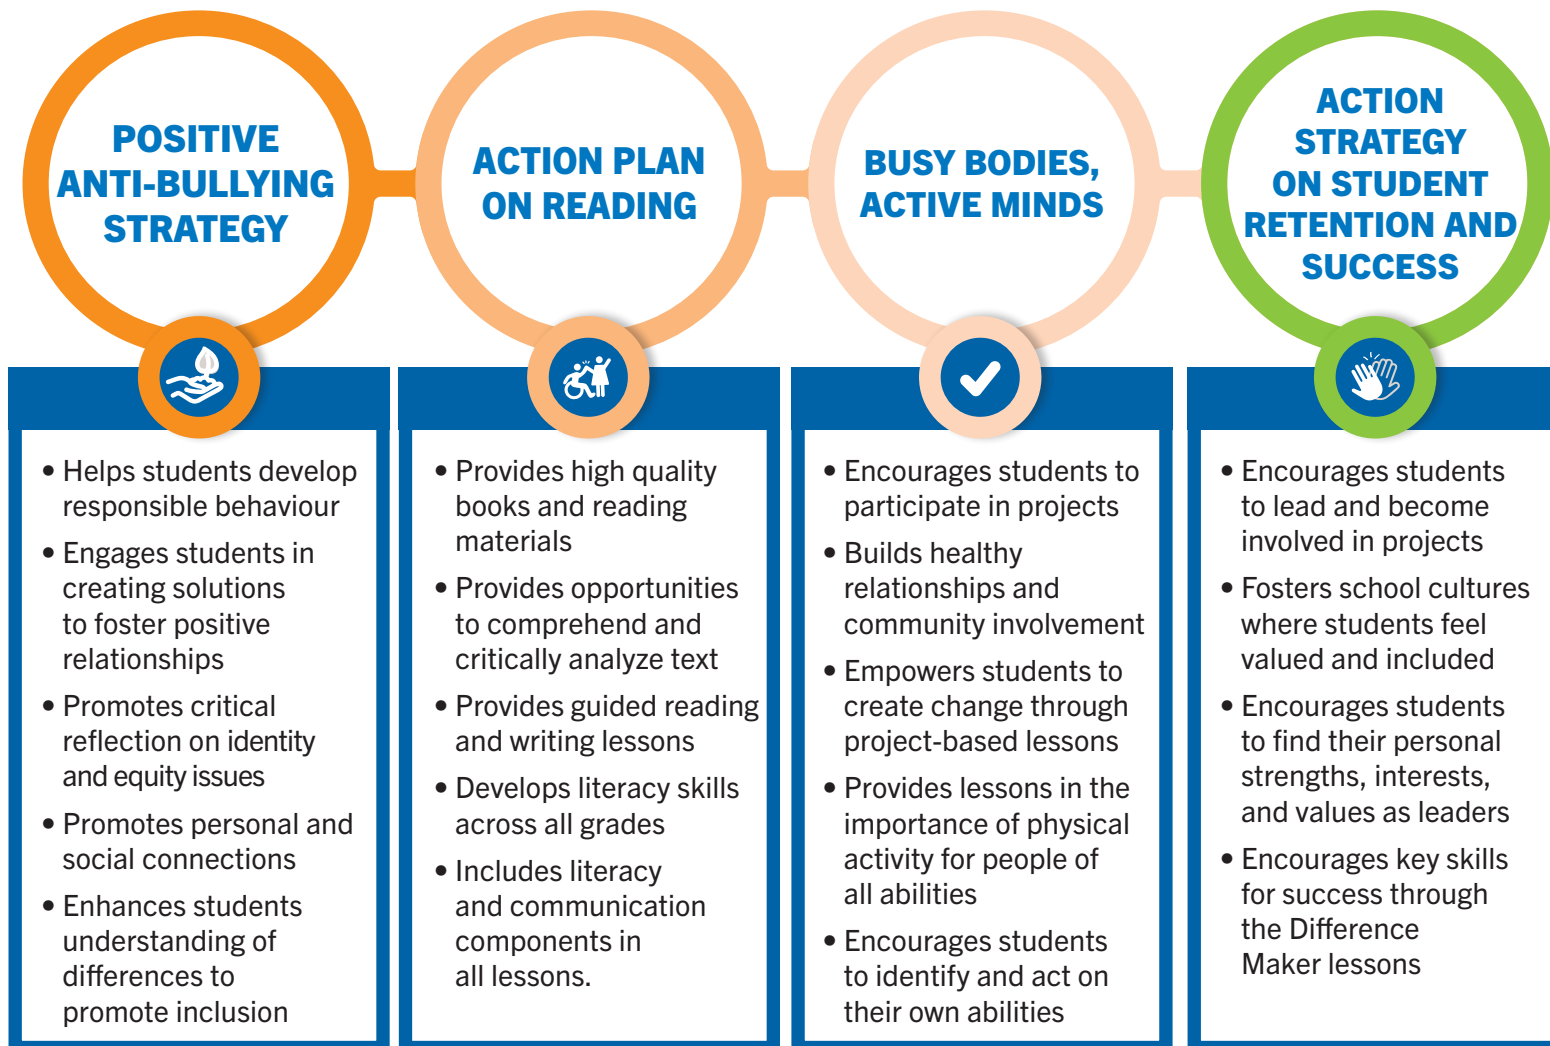 POSITIVE
ANTI-BULLYING
STRATEGY
• Helps students develop
responsible behaviour
• Engages students in
creating solutions
to foster positive
relationships
• Promotes critical
reflection on identity
and equity issues
• Promotes personal and
social connections
• Enhances students
understanding of
differences to
promote inclusion
ACTION PLAN
ON READING
• Provides high quality
books and reading
materials
• Provides opportunities
to comprehend and
critically analyze text
• Provides guided reading
and writing lessons
• Develops literacy skills
across all grades
• Includes literacy
and communication
components in
all lessons.
BUSY BODIES,
ACTIVE MINDS
• Encourages students to
participate in projects
• Builds healthy
relationships and
community involvement
• Empowers students to
create change through
project-based lessons
• Provides lessons in the
importance of physical
activity for people of
all abilities
• Encourages students
to identify and act on
their own abilities
ACTION
STRATEGY
ON STUDENT
RETENTION AND
SUCCESS
• Encourages students
to lead and become
involved in projects
• Fosters school cultures
where students feel
valued and included
• Encourages students
to find their personal
strengths, interests,
and values as leaders
• Encourages key skills
for success through
the Difference
Maker lessons